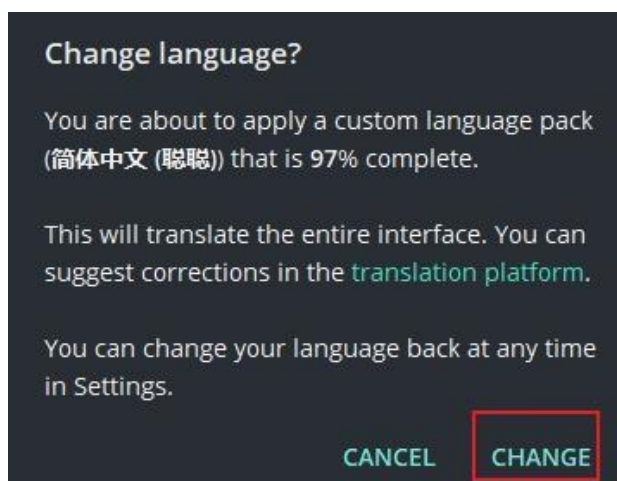 Change language?
You are about to apply a custom language pack
(简体中文 (聪聪)) that is 97% complete.
This will translate the entire interface. You can
suggest corrections in the translation platform.
You can change your language back at any time
in Settings.
CANCEL CHANGE